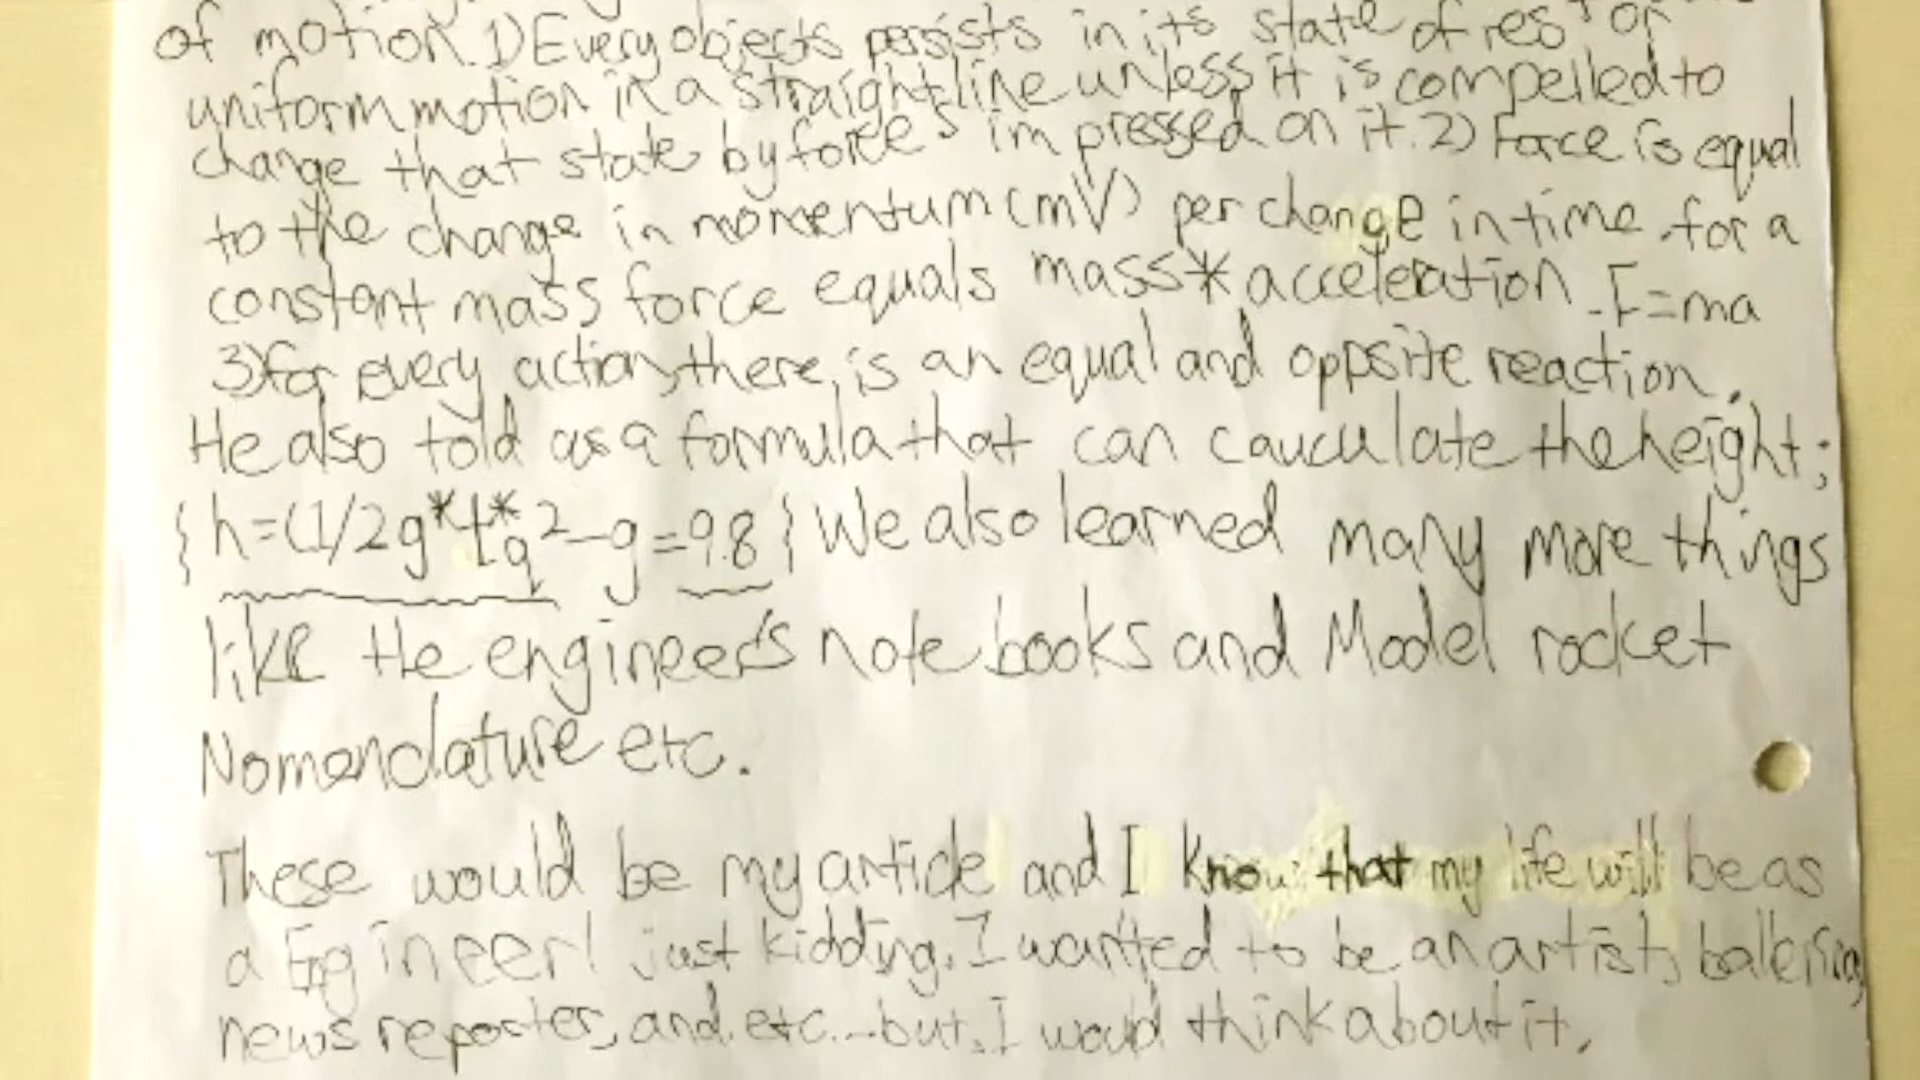 of motion. 1) Every objects persists in its state of rest or
uniform motion in a straight line unless it is compelled to
change that state by forces impressed on it. 2) Force is equal
to the change in momentum (mV) per change in time. for a
constant mass force equals mass*acceleration. F=ma
3) for every action, there, is an equal and oppsite reaction.
He also told as a formula that can cauculate the height;
{h=(1/2g*t* 2-g=9.8} We also learned many more things
like the engineer's notebooks and Model rocket
Nomenclature etc.
These would be my article and I know that my life will be as
a Engineer! just kidding. I wanted to be an artist, ballerina,
news reporter, and etc...but, I would think about it.